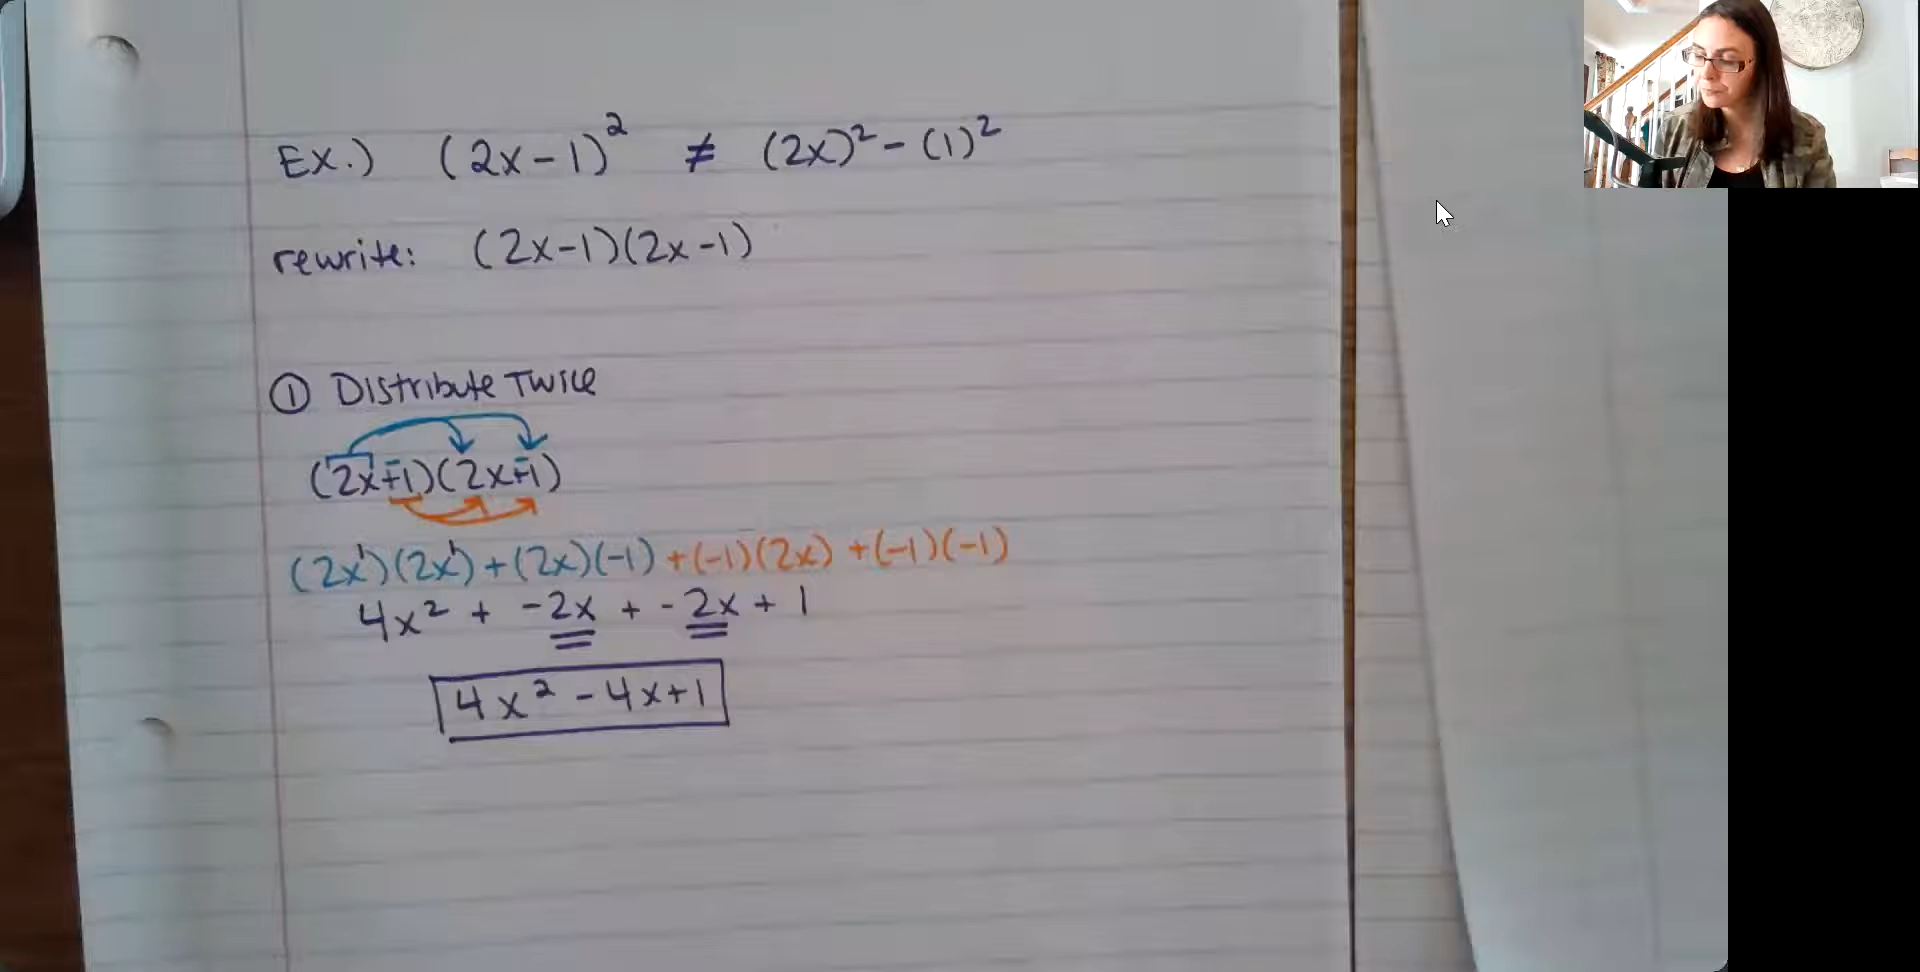 Ex.) (2x-1)² ≠ (2x)² - (1)²
rewrite: (2x-1)(2x-1)
① Distribute Twice
(2x+-1)(2x+-1)
(2x¹)(2x¹)+(2x)(-1)+(-1)(2x)+(-1)(-1)
4x² + -2x + -2x + 1
4x² - 4x+1